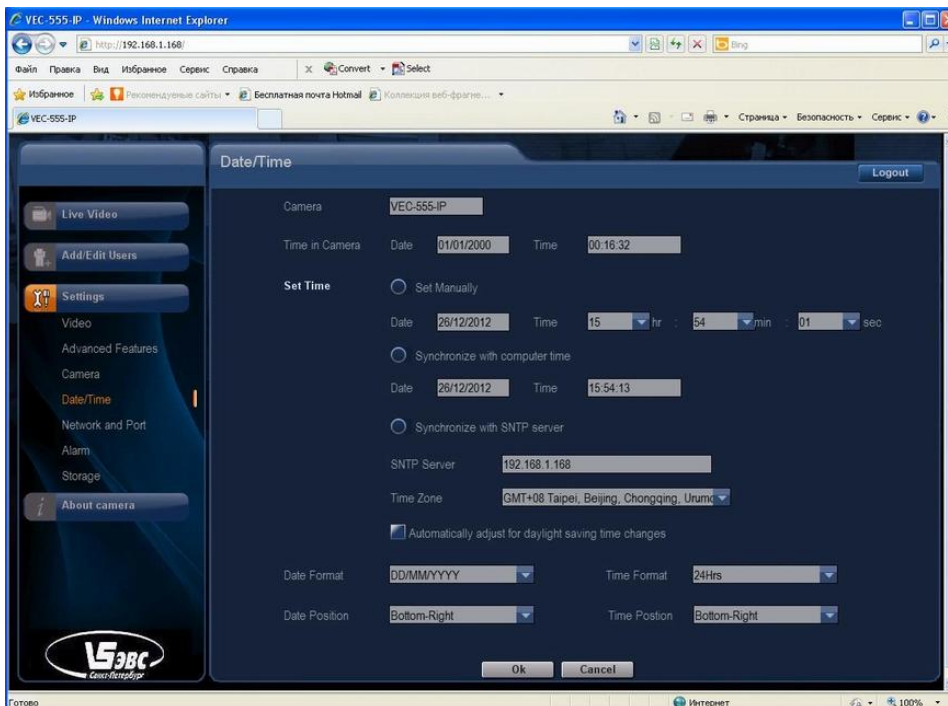 VEC-555-IP - Windows Internet Explorer
http://192.168.1.168/
Bing
Файл Правка Вид Избранное Сервис Справка x Convert Select
Избранное Рекомендуемые сайты Бесплатная почта Hotmail Коллекция веб-фрагме...
VEC-555-IP Страница Безопасность Сервис
Date/Time
Logout
Live Video
Add/Edit Users
Settings
Video
Advanced Features
Camera
Date/Time
Network and Port
Alarm
Storage
About camera
Camera VEC-555-IP
Time in Camera Date 01/01/2000 Time 00:16:32
Set Time Set Manually
Date 26/12/2012 Time 15 hr : 54 min : 01 sec
Synchronize with computer time
Date 26/12/2012 Time 15:54:13
Synchronize with SNTP server
SNTP Server 192.168.1.168
Time Zone GMT+08 Taipei, Beijing, Chongqing, Urumc
Automatically adjust for daylight saving time changes
Date Format DD/MM/YYYY Time Format 24Hrs
Date Position Bottom-Right Time Postion Bottom-Right
Ok Cancel
ЭВС
Санкт-Петербург
Готово Интернет 100%